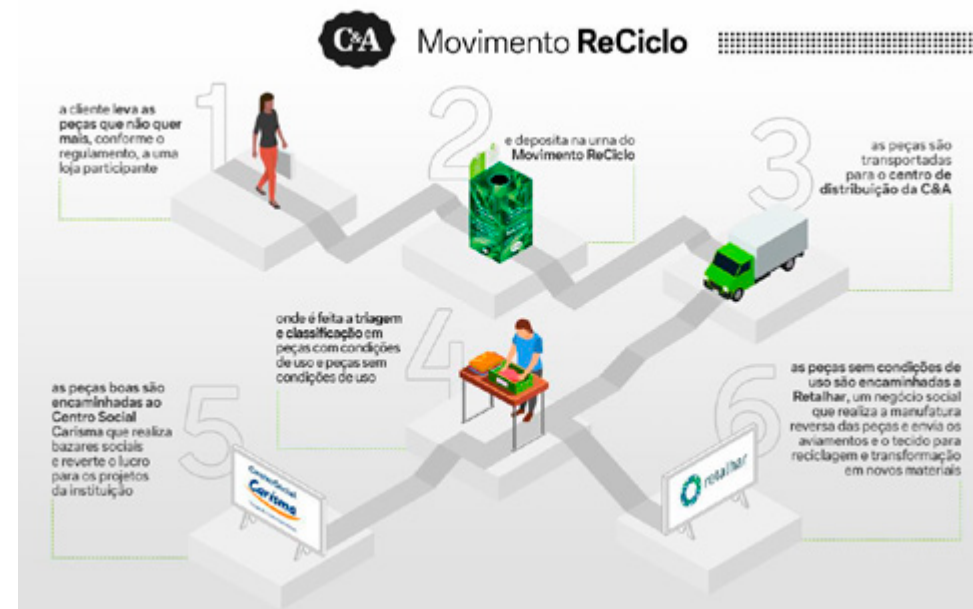 C&A
Movimento ReCiclo
1
a cliente leva as
peças que não quer
mais, conforme o
regulamento, a uma
loja participante
2
e deposita na urna do
Movimento ReCiclo
3
as peças são
transportadas
para o centro de
distribuição da C&A
4
onde é feita a triagem
e classificação em
peças com condições
de uso e peças sem
condições de uso
5
as peças boas são
encaminhadas ao
Centro Social
Carisma que realiza
bazares sociais
e reverte o lucro
para os projetos
da instituição
CentroSocial
Carisma
6
as peças sem condições de
uso são encaminhadas a
Retalhar, um negócio social
que realiza a manufatura
reversa das peças e envia os
aviamentos e o tecido para
reciclagem e transformação
em novos materiais
retalhar